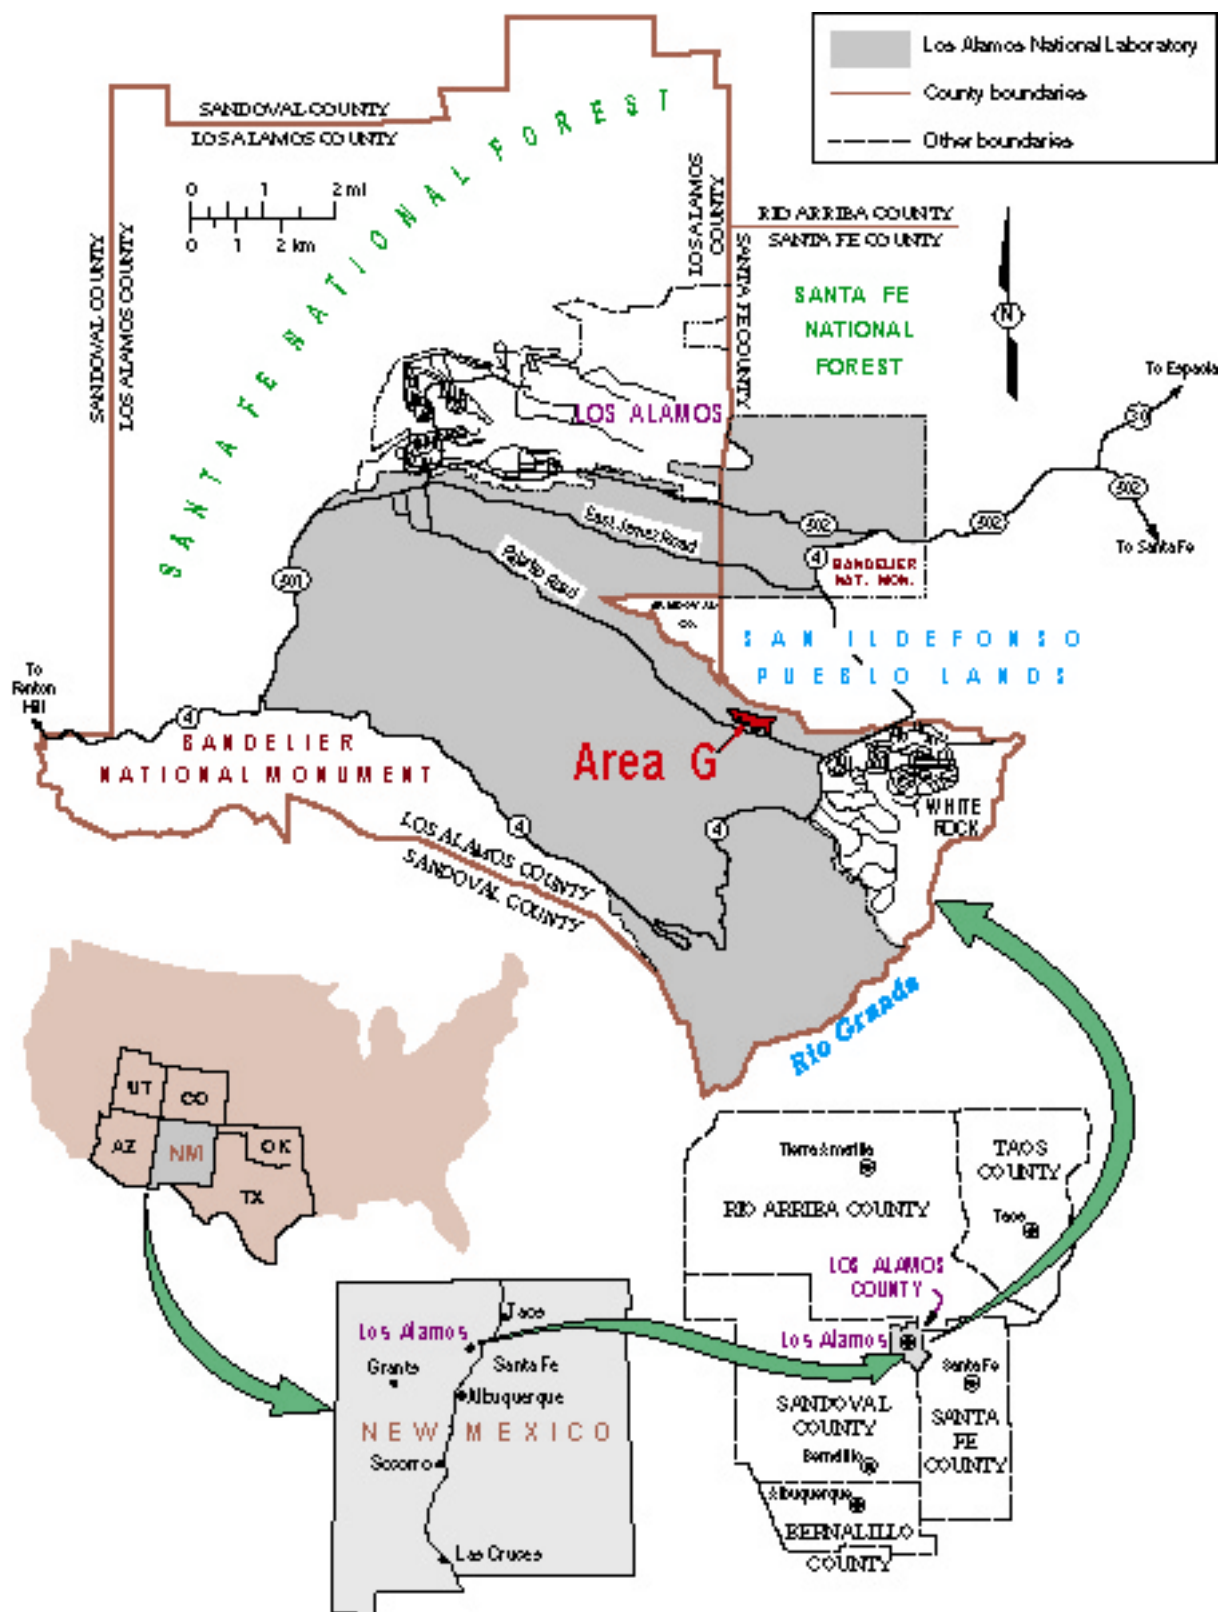 Los Alamos National Laboratory
County boundaries
Other boundaries
SANDOVAL COUNTY
LOS ALAMOS COUNTY
0 1 2 mi
0 1 2 km
SANTA FE NATIONAL FOREST
SANDOVAL COUNTY
LOS ALAMOS COUNTY
LOS ALAMOS
COUNTY
SANTA FE COUNTY
RIO ARRIBA COUNTY
SANTA FE COUNTY
SANTA FE
NATIONAL
FOREST
N
To Espaola
30
LOS ALAMOS
502
502
502
To Santa Fe
East Jemez Road
Pajarito Road
4
BANDELIER
NAT. MON.
501
SANDOVAL
CO.
SAN ILDEFONSO
PUEBLO LANDS
To
Fenton
Hill
4
BANDELIER
NATIONAL MONUMENT
Area G
WHITE
ROCK
4
4
LOS ALAMOS COUNTY
SANDOVAL COUNTY
Rio Grande
UT
CO
AZ
NM
OK
TX
Tierra Amarilla
TAOS
COUNTY
RIO ARRIBA COUNTY
Taos
LOS ALAMOS
COUNTY
Taos
Los Alamos
Santa Fe
Grants
Albuquerque
NEW MEXICO
Socorro
Las Cruces
Los Alamos
Santa Fe
SANDOVAL
COUNTY
SANTA
FE
COUNTY
Bernalillo
Albuquerque
BERNALILLO
COUNTY